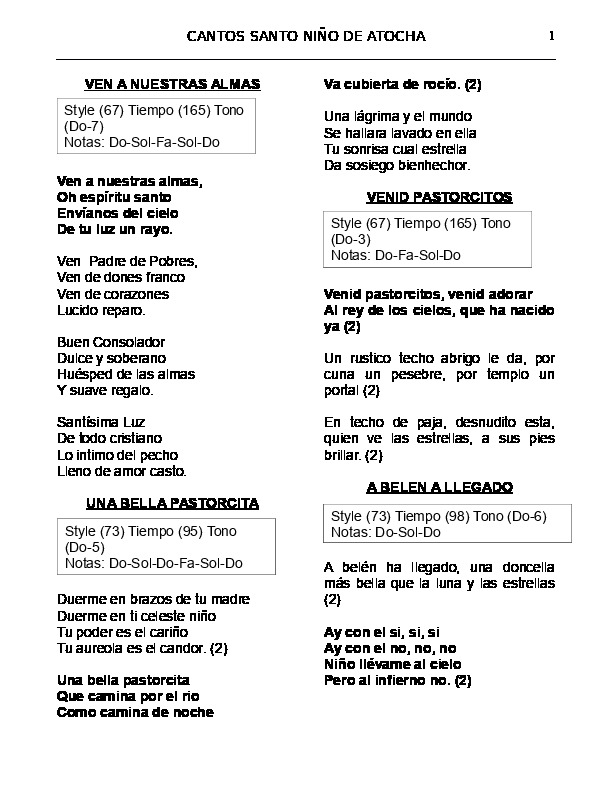 CANTOS SANTO NIÑO DE ATOCHA
1
VEN A NUESTRAS ALMAS
Style (67) Tiempo (165) Tono
(Do-7)
Notas: Do-Sol-Fa-Sol-Do
Ven a nuestras almas,
Oh espíritu santo
Envíanos del cielo
De tu luz un rayo.
Ven Padre de Pobres,
Ven de dones franco
Ven de corazones
Lucido reparo.
Buen Consolador
Dulce y soberano
Huésped de las almas
Y suave regalo.
Santísima Luz
De todo cristiano
Lo intimo del pecho
Lleno de amor casto.
UNA BELLA PASTORCITA
Style (73) Tiempo (95) Tono
(Do-5)
Notas: Do-Sol-Do-Fa-Sol-Do
Duerme en brazos de tu madre
Duerme en ti celeste niño
Tu poder es el cariño
Tu aureola es el candor. (2)
Una bella pastorcita
Que camina por el rio
Como camina de noche
Va cubierta de rocío. (2)
Una lágrima y el mundo
Se hallara lavado en ella
Tu sonrisa cual estrella
Da sosiego bienhechor.
VENID PASTORCITOS
Style (67) Tiempo (165) Tono
(Do-3)
Notas: Do-Fa-Sol-Do
Venid pastorcitos, venid adorar
Al rey de los cielos, que ha nacido
ya (2)
Un rustico techo abrigo le da, por
cuna un pesebre, por templo un
portal (2)
En techo de paja, desnudito esta,
quien ve las estrellas, a sus pies
brillar. (2)
A BELEN A LLEGADO
Style (73) Tiempo (98) Tono (Do-6)
Notas: Do-Sol-Do
A belén ha llegado, una doncella
más bella que la luna y las estrellas
(2)
Ay con el si, si, si
Ay con el no, no, no
Niño llévame al cielo
Pero al infierno no. (2)